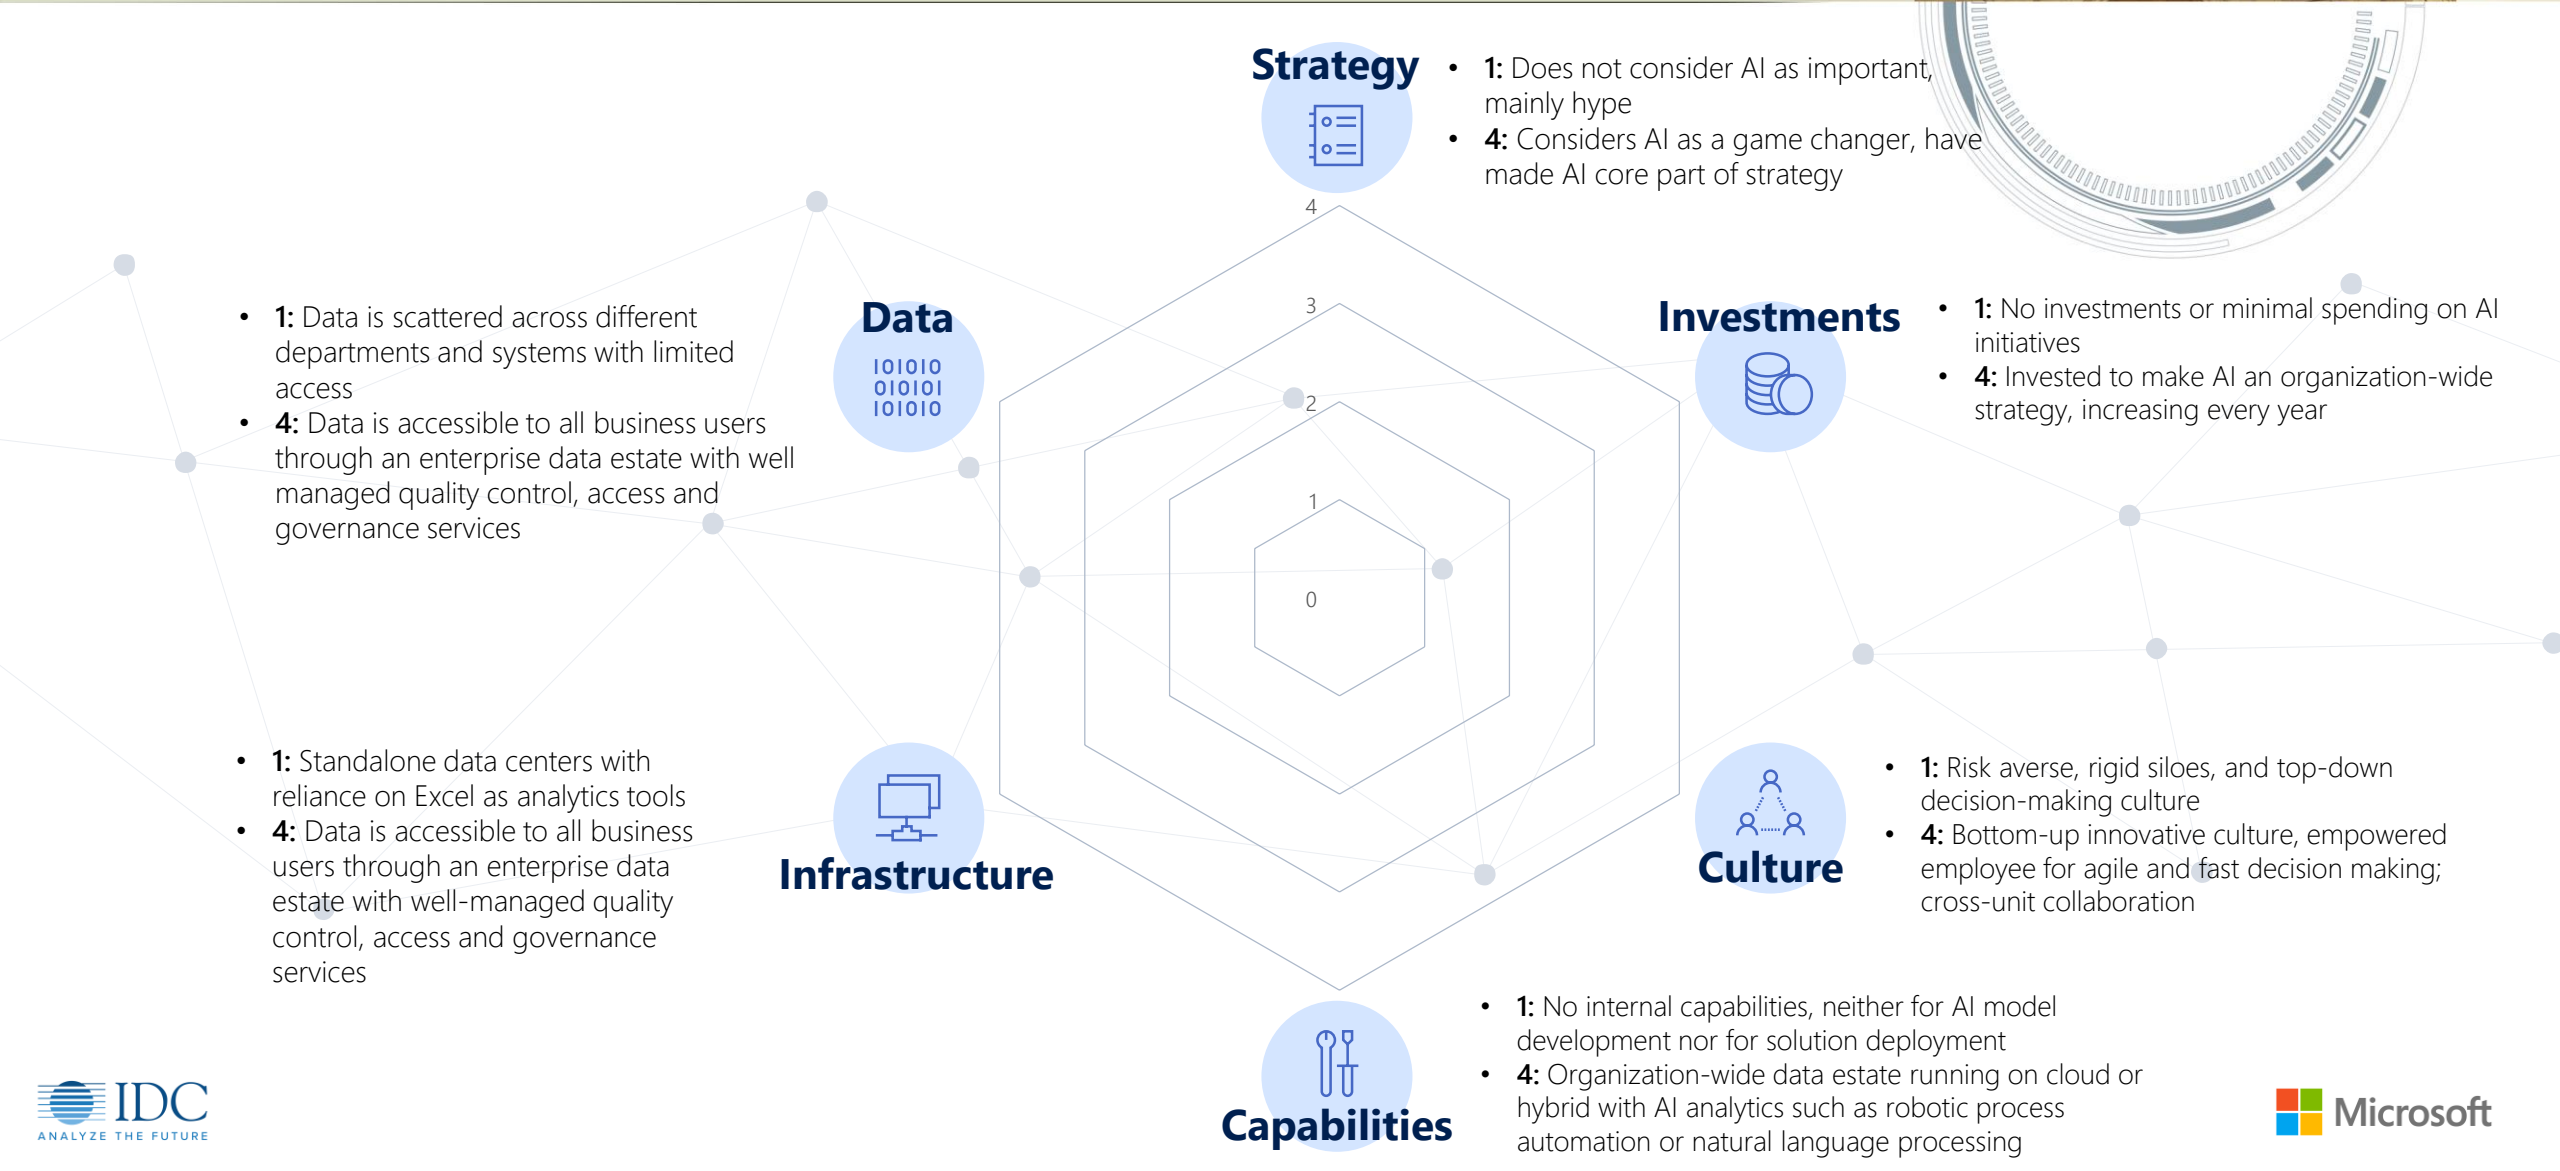 Strategy
• 1: Does not consider AI as important,
mainly hype
• 4: Considers AI as a game changer, have
made AI core part of strategy
4
3
2
1
0
Data
101010
010101
101010
• 1: Data is scattered across different
departments and systems with limited
access
• 4: Data is accessible to all business users
through an enterprise data estate with well
managed quality control, access and
governance services
Investments
• 1: No investments or minimal spending on AI
initiatives
• 4: Invested to make AI an organization-wide
strategy, increasing every year
• 1: Standalone data centers with
reliance on Excel as analytics tools
• 4: Data is accessible to all business
users through an enterprise data
estate with well-managed quality
control, access and governance
services
Infrastructure
Culture
• 1: Risk averse, rigid siloes, and top-down
decision-making culture
• 4: Bottom-up innovative culture, empowered
employee for agile and fast decision making;
cross-unit collaboration
Capabilities
• 1: No internal capabilities, neither for AI model
development nor for solution deployment
• 4: Organization-wide data estate running on cloud or
hybrid with AI analytics such as robotic process
automation or natural language processing
IDC
ANALYZE THE FUTURE
Microsoft